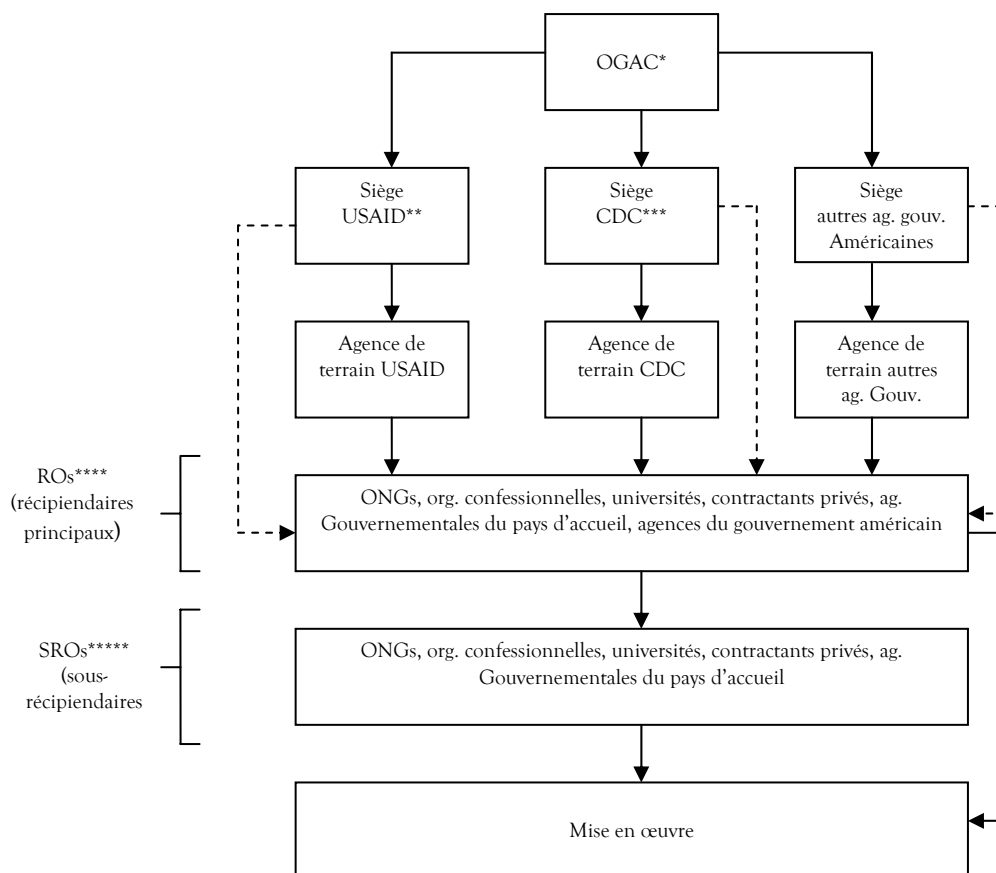 OGAC*
Siège
USAID**
Siège
CDC***
Siège
autres ag. gouv.
Américaines
Agence de
terrain USAID
Agence de
terrain CDC
Agence de
terrain autres
ag. Gouv.
ROs****
(récipiendaires
principaux)
ONGs, org. confessionnelles, universités, contractants privés, ag.
Gouvernementales du pays d'accueil, agences du gouvernement américain
SROs*****
(sous-
récipiendaires
ONGs, org. confessionnelles, universités, contractants privés, ag.
Gouvernementales du pays d'accueil
Mise en œuvre